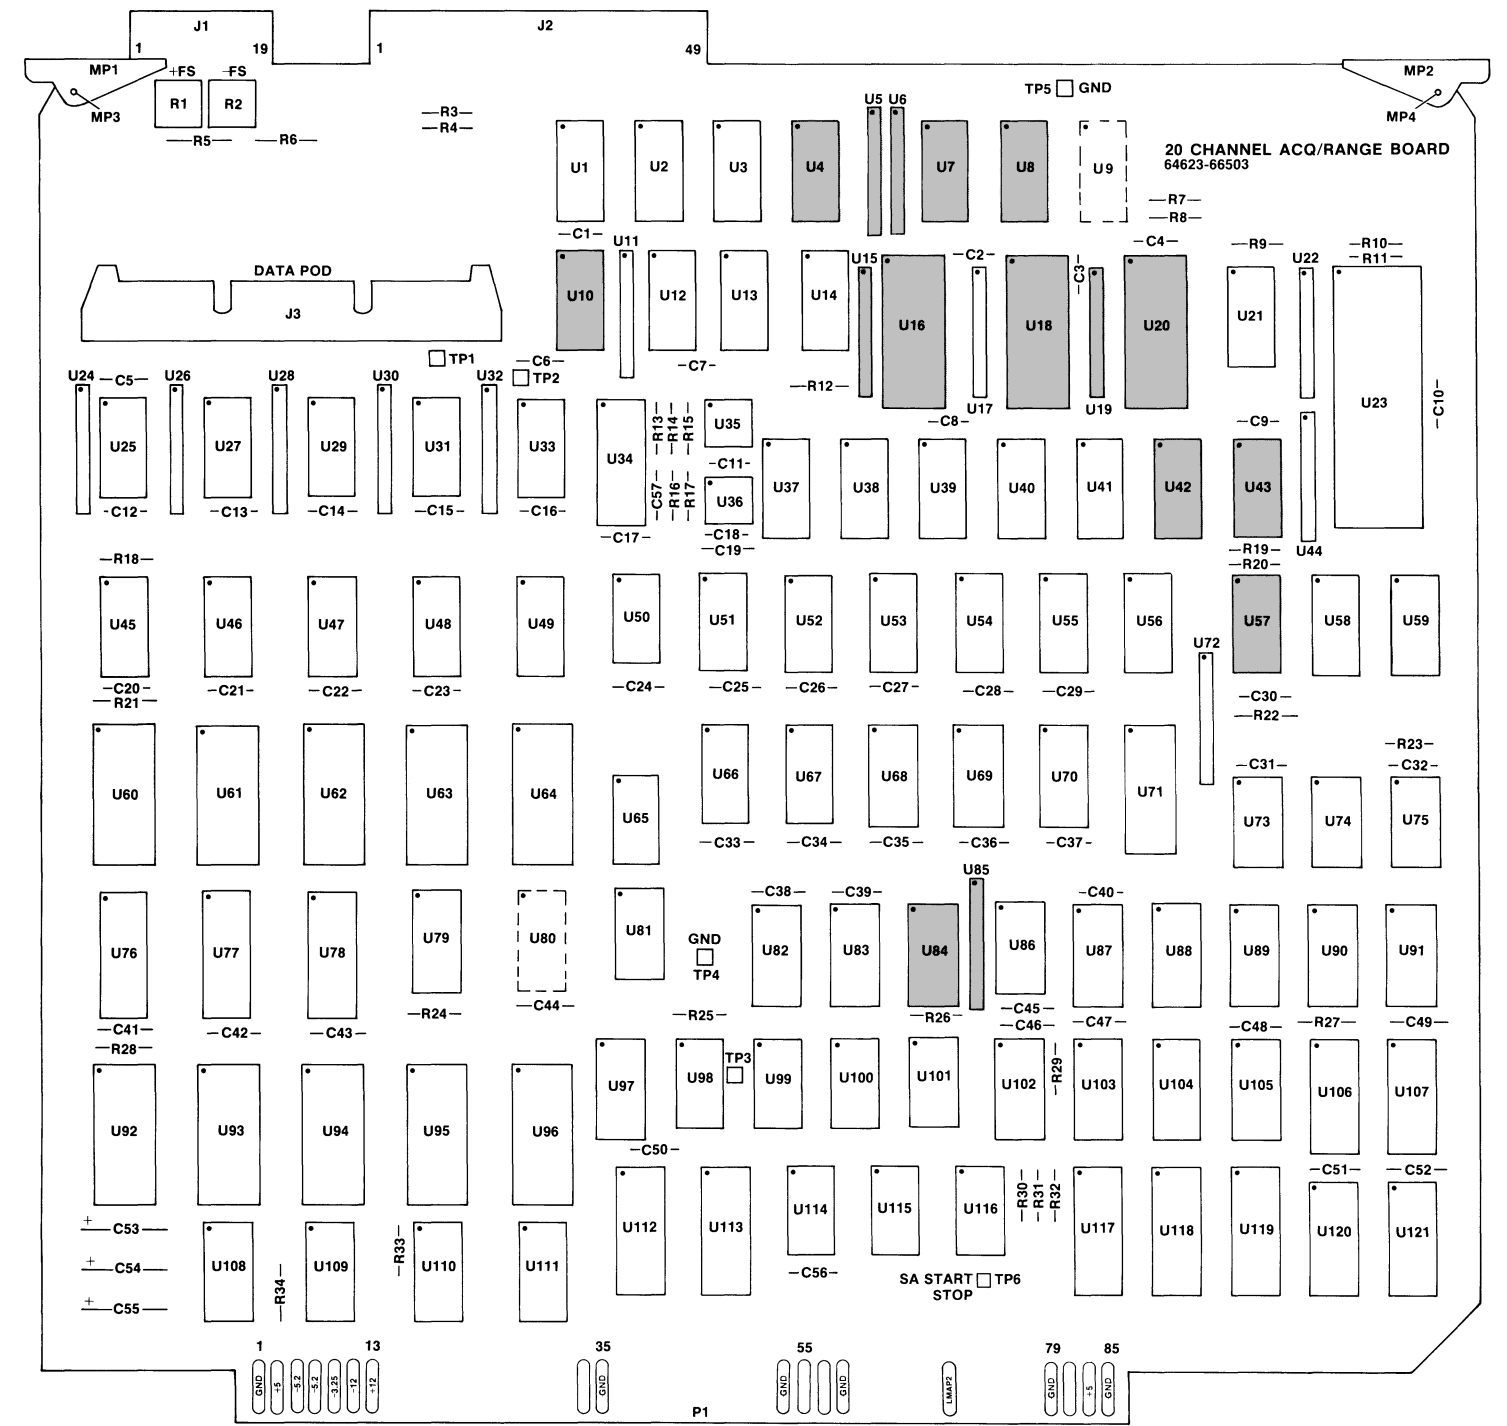 J1
J2
1
19
1
49
MP1
+FS
–FS
MP2
R1
R2
MP3
MP4
TP5
GND
R3
R4
R5
R6
U5
U6
20 CHANNEL ACQ/RANGE BOARD
64623-66503
U1
U2
U3
U4
U7
U8
U9
R7
R8
C1
U11
C2
C3
C4
R9
R10
R11
U15
U22
DATA POD
J3
U10
U12
U13
U14
U16
U18
U20
U21
U23
TP1
C6
TP2
C7
R12
U17
U19
C8
C9
C10
U24
C5
U26
U28
U30
U32
U25
U27
U29
U31
U33
U34
R13
R14
R15
U35
C11
C57
R16
R17
U36
U37
U38
U39
U40
U41
U42
U43
U44
C12
C13
C14
C15
C16
C17
C18
C19
R18
R19
R20
U45
U46
U47
U48
U49
U50
U51
U52
U53
U54
U55
U56
U57
U58
U59
U72
C20
R21
C21
C22
C23
C24
C25
C26
C27
C28
C29
C30
R22
R23
C31
C32
U60
U61
U62
U63
U64
U65
U66
U67
U68
U69
U70
U71
U73
U74
U75
C33
C34
C35
C36
C37
U85
C38
C39
C40
U76
U77
U78
U79
U80
U81
GND
TP4
U82
U83
U84
U86
U87
U88
U89
U90
U91
C41
R28
C42
C43
R24
C44
R25
R26
C45
C46
C47
C48
R27
C49
TP3
U92
U93
U94
U95
U96
U97
U98
U99
U100
U101
U102
R29
U103
U104
U105
U106
U107
C50
C51
C52
+
C53
+
C54
+
C55
U108
R34
U109
R33
U110
U111
U112
U113
U114
U115
U116
R30
R31
R32
U117
U118
U119
U120
U121
C56
SA START
STOP
TP6
1
13
35
55
79
85
GND
+5
-5.2
-5.2
-3.25
-12
+12
GND
GND
GND
LMAP2
GND
+5
GND
P1